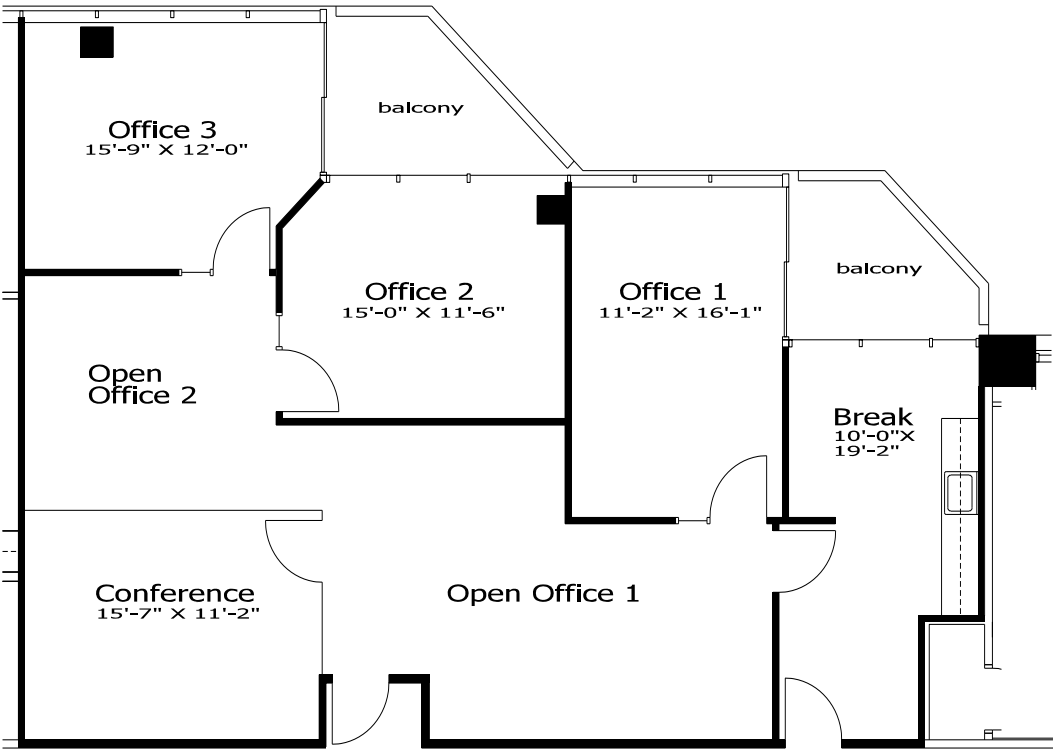 balcony
Office 3
15'-9" X 12'-0"
balcony
Office 2
15'-0" X 11'-6"
Office 1
11'-2" X 16'-1"
Open
Office 2
Break
10'-0"X
19'-2"
Conference
15'-7" X 11'-2"
Open Office 1